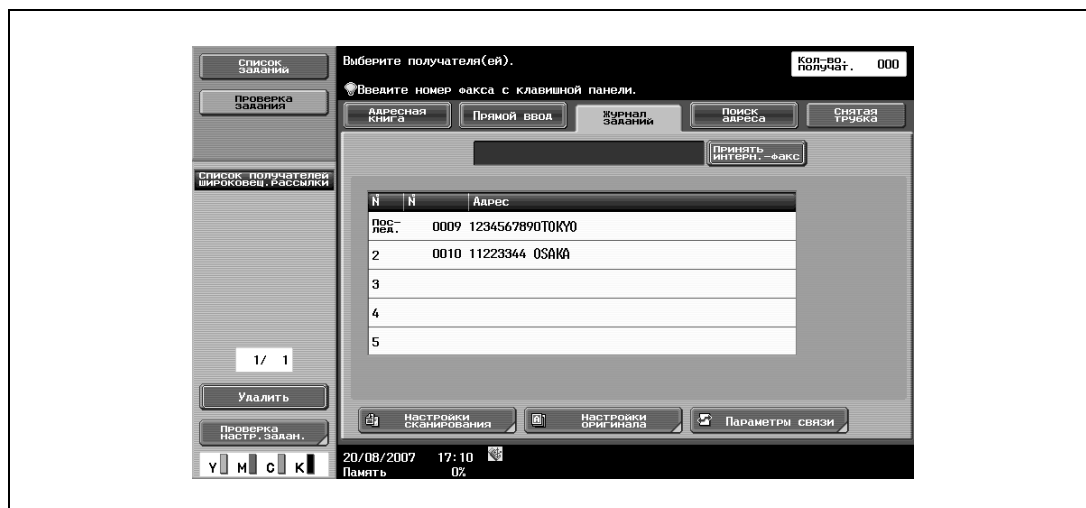 Список
заданий
Проверка
задания
Список получателей
широковещ.рассылки
1/ 1
Удалить
Проверка
настр.задан.
Y M C K
Выберите получателя(ей).
Кол-во.
получат. 000
Введите номер факса с клавишной панели.
Адресная
книга
Прямой ввод
Журнал
заданий
Поиск
адреса
Снятая
трубка
Принять
интерн.-факс
N N Адрес
Пос-
лед. 0009 1234567890TOKYO
2 0010 11223344 OSAKA
3
4
5
Настройки
сканирования
Настройки
оригинала
Параметры связи
20/08/2007 17:10
Память 0%